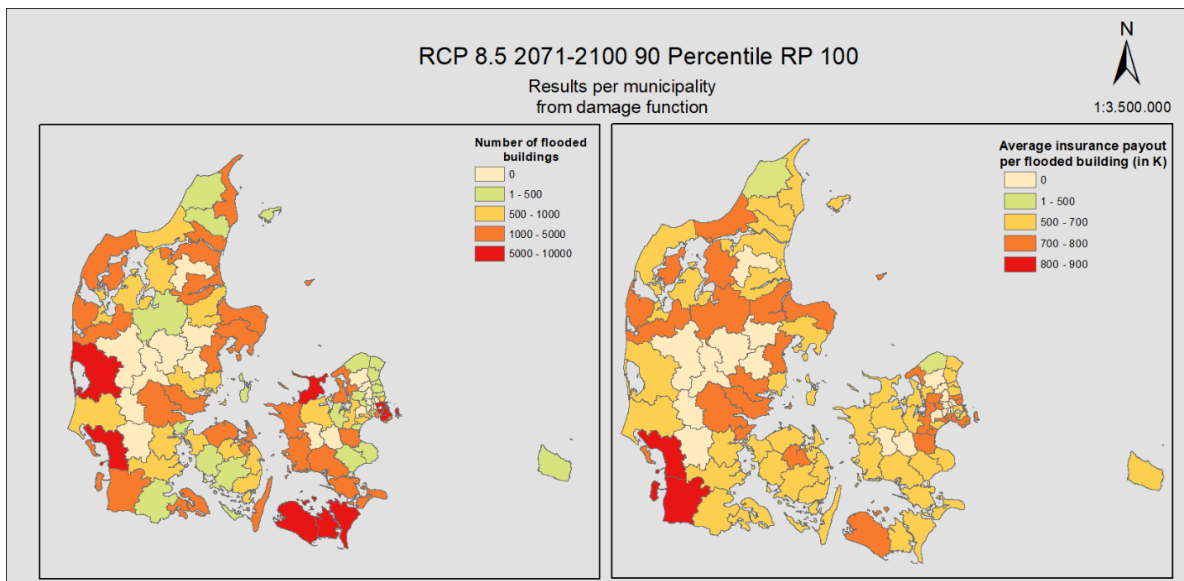 RCP 8.5 2071-2100 90 Percentile RP 100
Results per municipality
from damage function
N
1:3.500.000
Number of flooded
buildings
0
1 - 500
500 - 1000
1000 - 5000
5000 - 10000
Average insurance payout
per flooded building (in K)
0
1 - 500
500 - 700
700 - 800
800 - 900